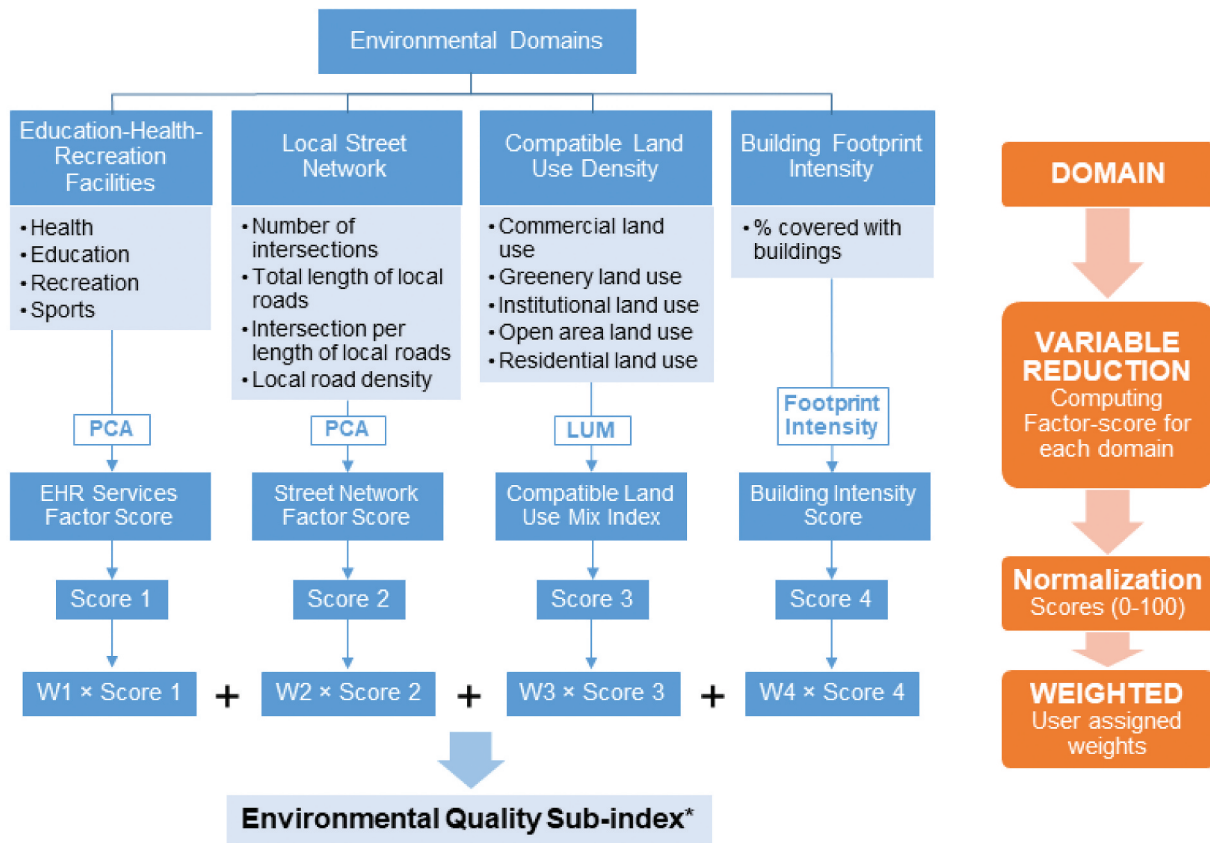 Environmental Domains
Education-Health-
Recreation
Facilities
• Health
• Education
• Recreation
• Sports
PCA
EHR Services
Factor Score
Score 1
W1 × Score 1
Local Street
Network
• Number of
intersections
• Total length of local
roads
• Intersection per
length of local roads
• Local road density
PCA
Street Network
Factor Score
Score 2
W2 × Score 2
Compatible Land
Use Density
• Commercial land
use
• Greenery land use
• Institutional land use
• Open area land use
• Residential land use
LUM
Compatible Land
Use Mix Index
Score 3
W3 × Score 3
Building Footprint
Intensity
• % covered with
buildings
Footprint
Intensity
Building Intensity
Score
Score 4
W4 × Score 4
+
+
+
Environmental Quality Sub-index*
DOMAIN
VARIABLE
REDUCTION
Computing
Factor-score for
each domain
Normalization
Scores (0-100)
WEIGHTED
User assigned
weights